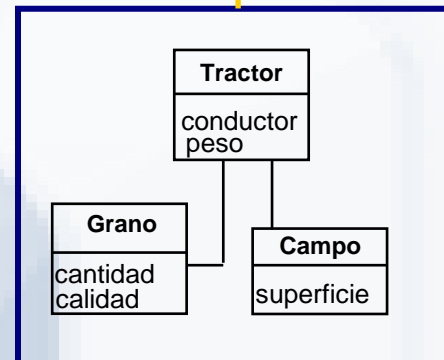 Tractor
conductor
peso
Grano
cantidad
calidad
Campo
superficie